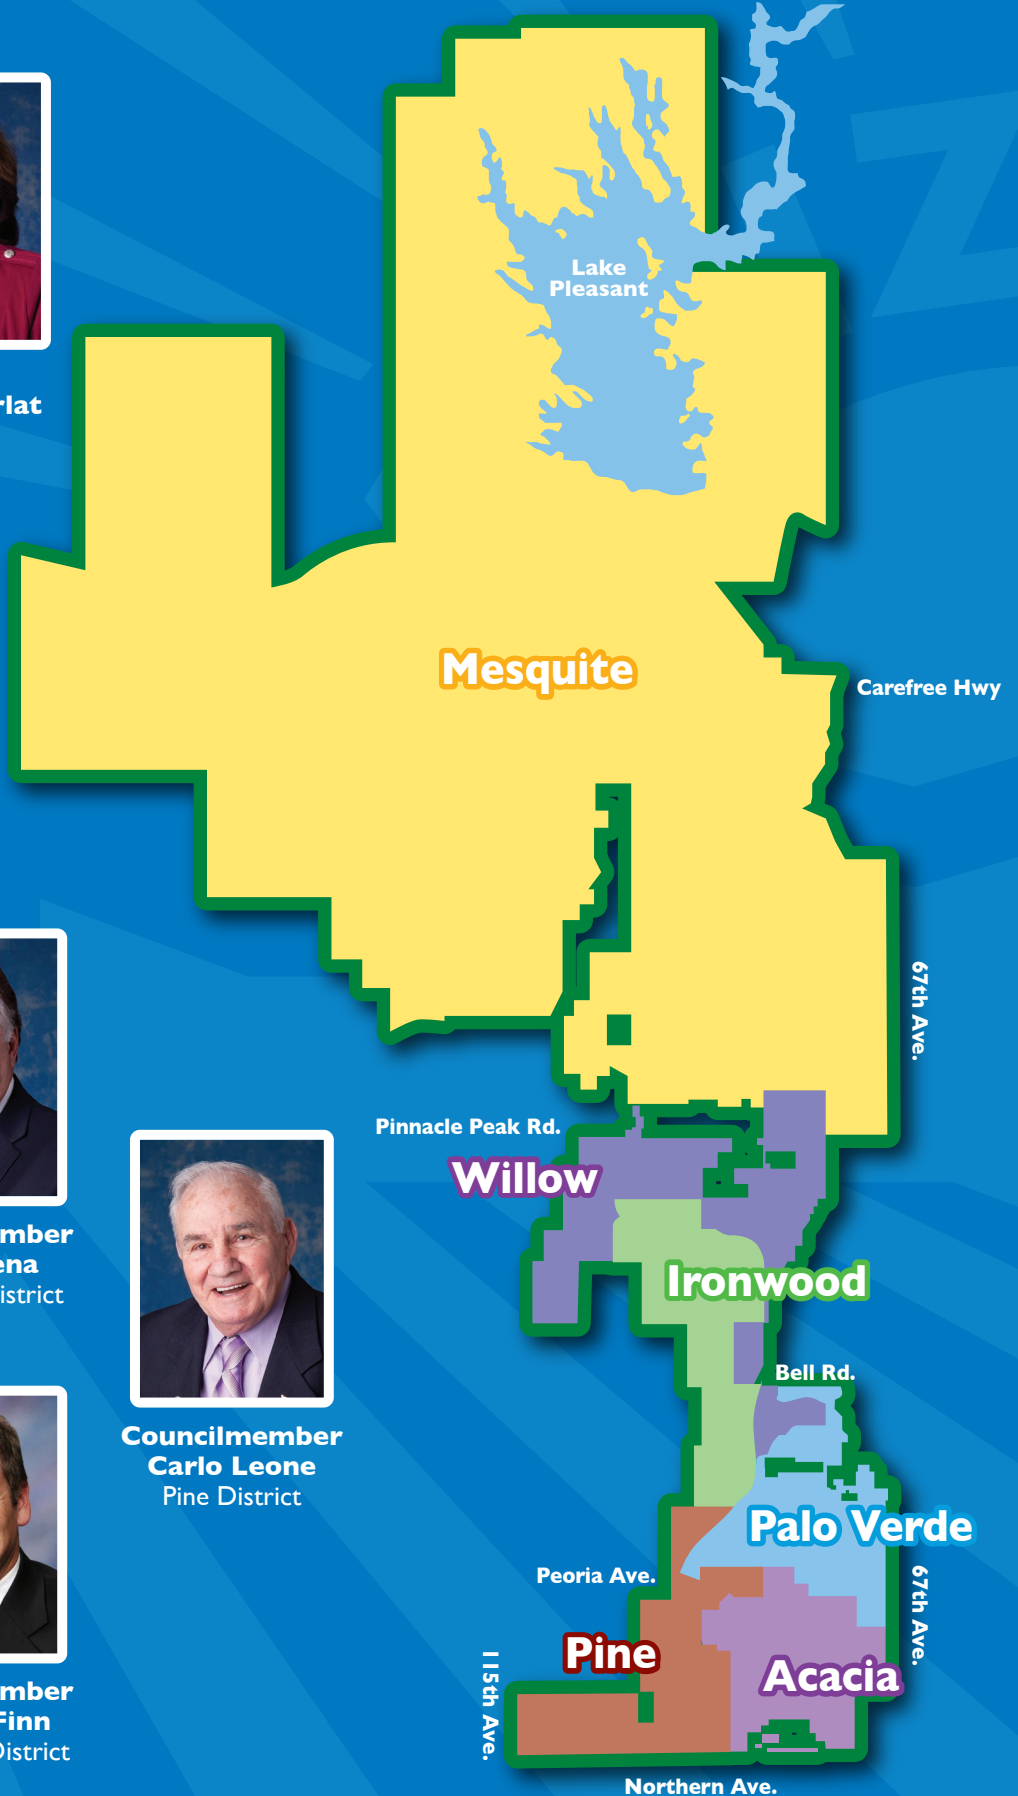 Lake
Pleasant
rlat
Mesquite
Carefree Hwy
67th Ave.
Pinnacle Peak Rd.
Willow
mber
ena
istrict
Ironwood
Bell Rd.
Councilmember
Carlo Leone
Pine District
Palo Verde
Peoria Ave.
67th Ave.
Pine
Acacia
115th Ave.
mber
Finn
District
Northern Ave.